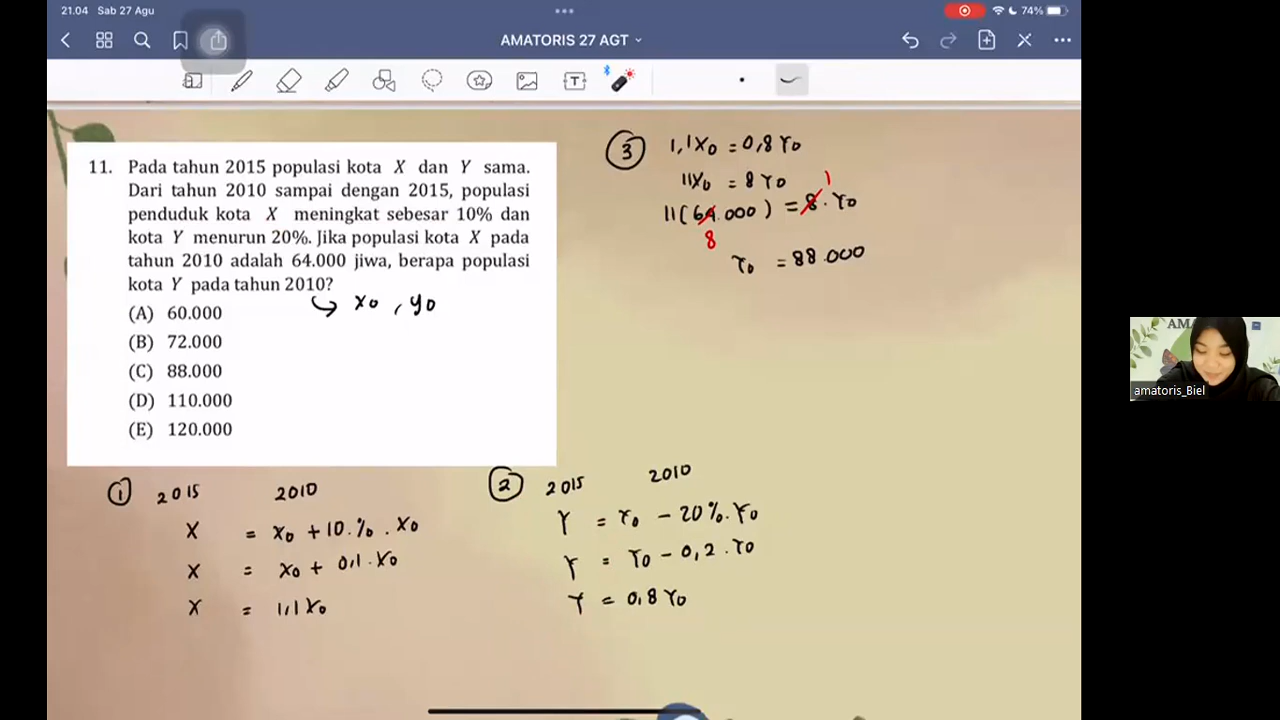 21.04 Sab 27 Agu
74%
AMATORIS 27 AGT
11. Pada tahun 2015 populasi kota X dan Y sama.
Dari tahun 2010 sampai dengan 2015, populasi
penduduk kota X meningkat sebesar 10% dan
kota Y menurun 20%. Jika populasi kota X pada
tahun 2010 adalah 64.000 jiwa, berapa populasi
kota Y pada tahun 2010?
↳ x₀ , y₀
(A) 60.000
(B) 72.000
(C) 88.000
(D) 110.000
(E) 120.000
③ 1,1X₀ = 0,8 Y₀
11X₀ = 8 Y₀
1
11(64.000) = 8. Y₀
8
Y₀ = 88.000
① 2015 2010
X = X₀ + 10.% . X₀
X = X₀ + 0,1.X₀
X = 1,1X₀
② 2015 2010
Y = Y₀ - 20%.Y₀
Y = Y₀ - 0,2 . Y₀
Y = 0,8 Y₀
amatoris_Biel